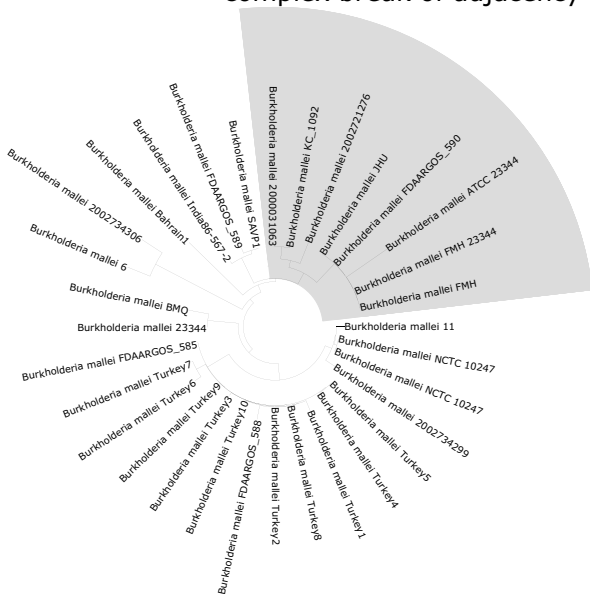 complex break of adjacency
Burkholderia mallei 2000031063
Burkholderia mallei KC_1092
Burkholderia mallei 2002721276
Burkholderia mallei JHU
Burkholderia mallei FDAARGOS_590
Burkholderia mallei ATCC 23344
Burkholderia mallei FMH 23344
Burkholderia mallei FMH
Burkholderia mallei 11
Burkholderia mallei NCTC 10247
Burkholderia mallei NCTC 10247
Burkholderia mallei 2002734299
Burkholderia mallei Turkey5
Burkholderia mallei Turkey4
Burkholderia mallei Turkey1
Burkholderia mallei Turkey8
Burkholderia mallei Turkey2
Burkholderia mallei FDAARGOS_588
Burkholderia mallei Turkey10
Burkholderia mallei Turkey3
Burkholderia mallei Turkey9
Burkholderia mallei Turkey6
Burkholderia mallei Turkey7
Burkholderia mallei FDAARGOS_585
Burkholderia mallei 23344
Burkholderia mallei BMQ
Burkholderia mallei 6
Burkholderia mallei 2002734306
Burkholderia mallei Bahrain1
Burkholderia mallei India86-567-2
Burkholderia mallei FDAARGOS_589
Burkholderia mallei SAVP1